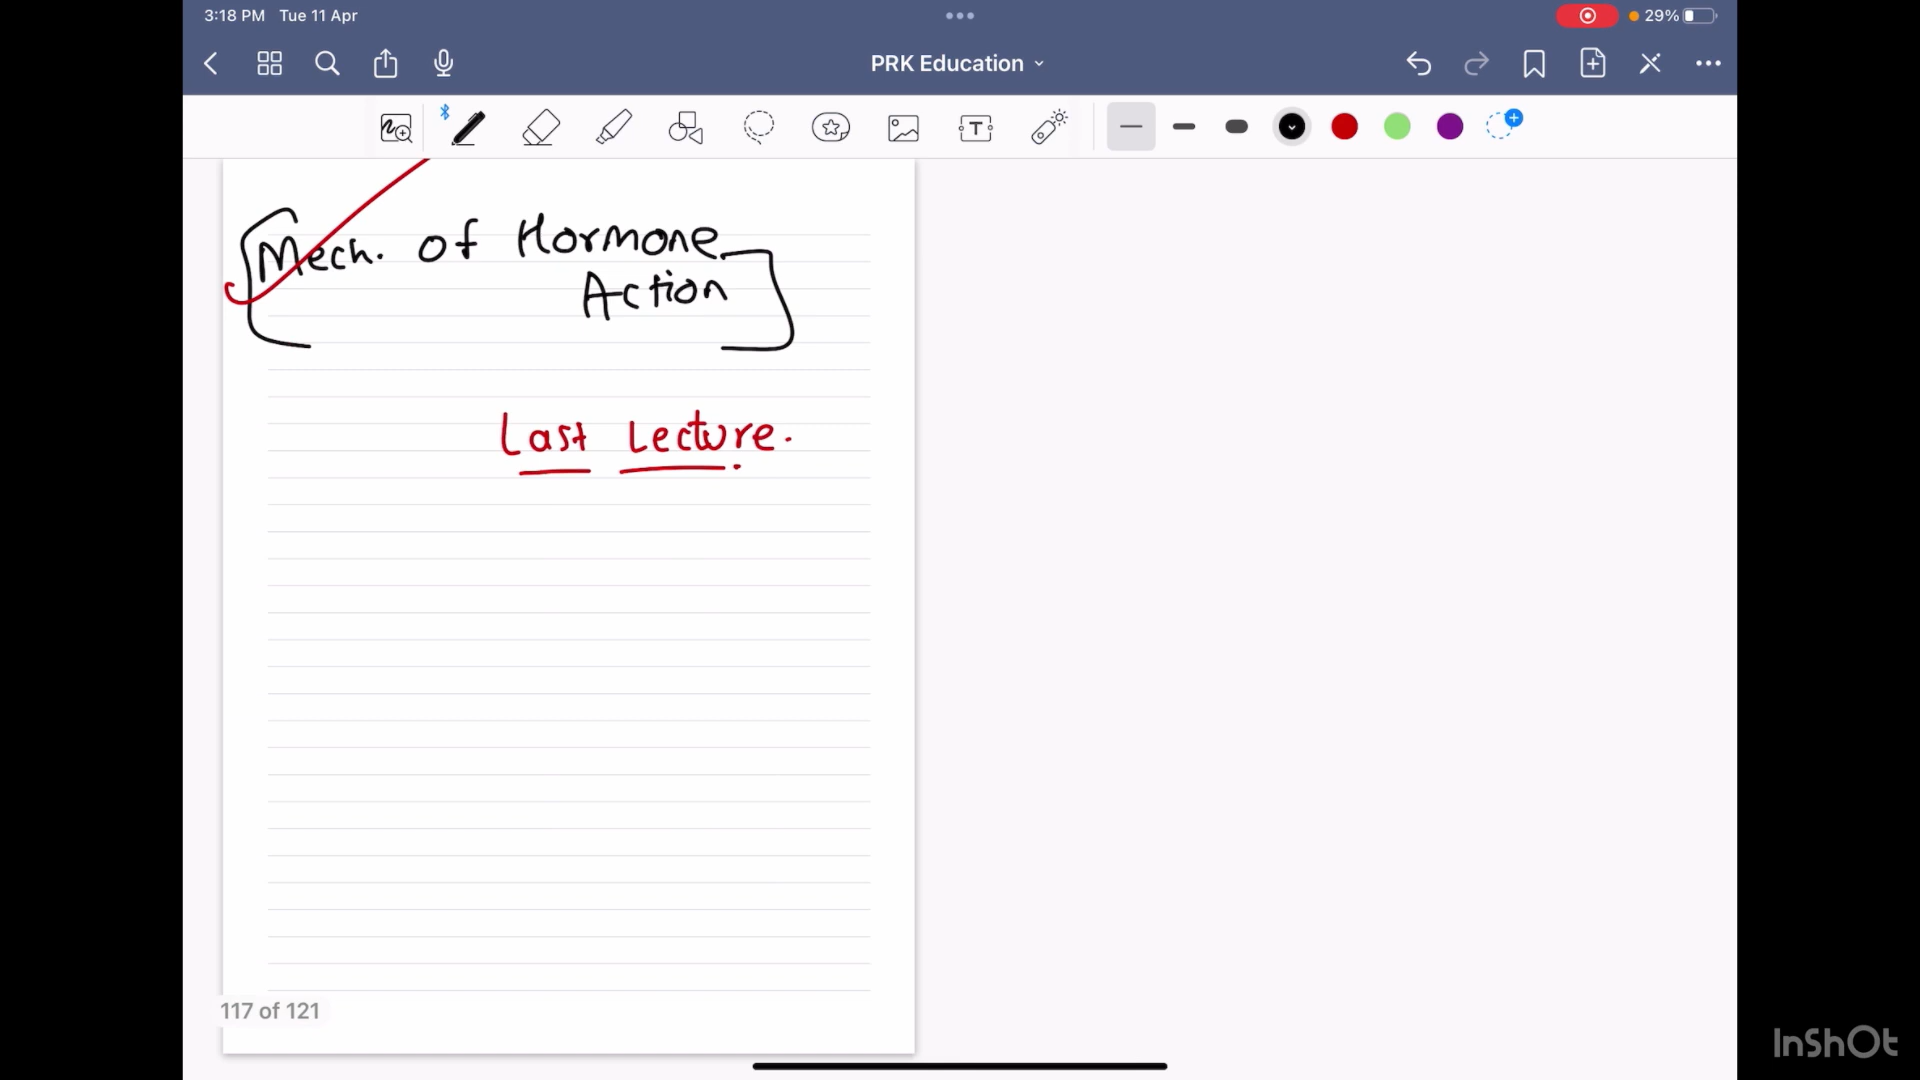 3:18 PM Tue 11 Apr
29%
PRK Education
T
Mech. of Hormone
Action
Last Lecture.
117 of 121
InShOt